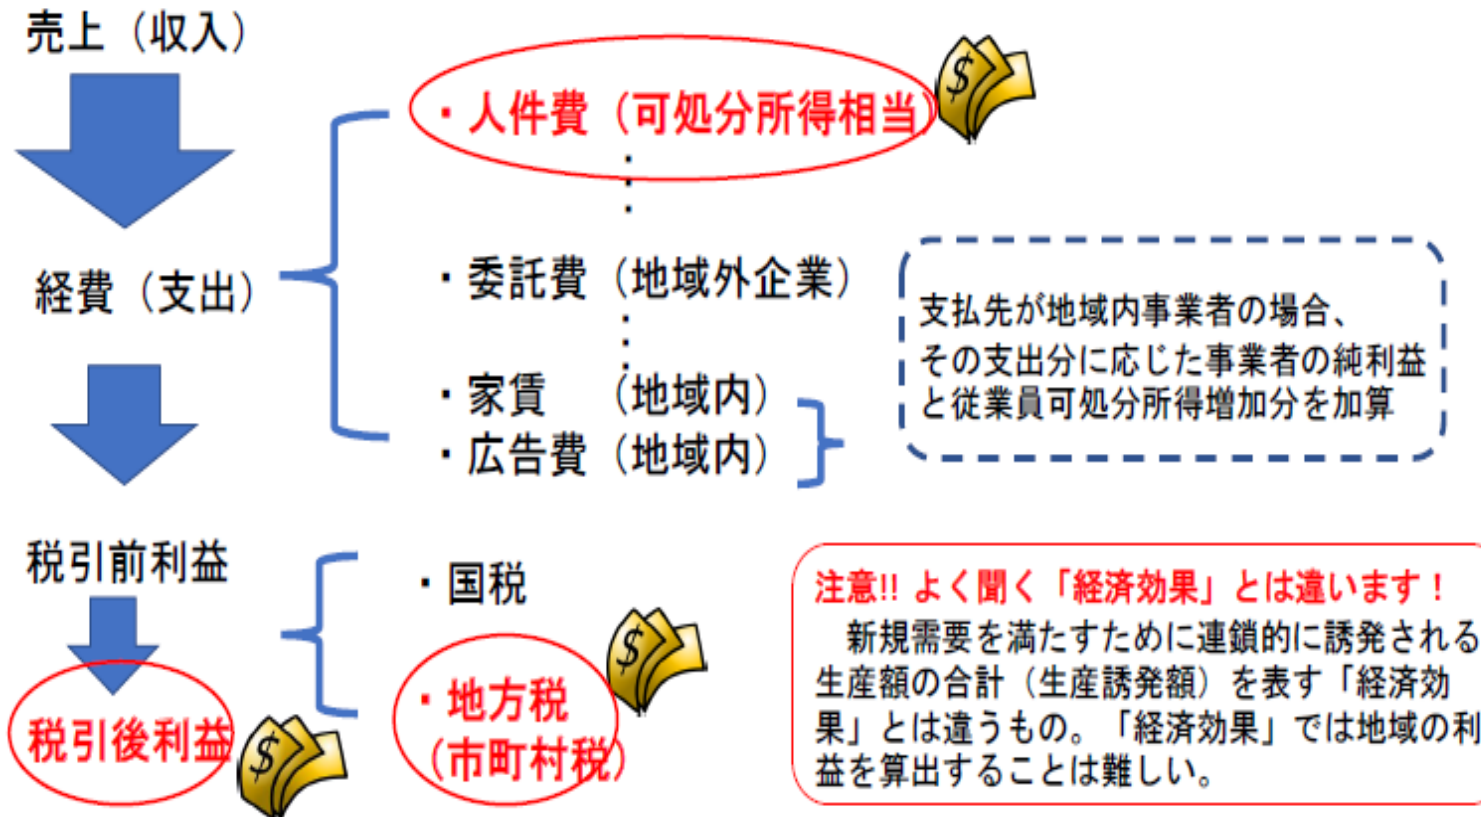 売上（収入）
・人件費（可処分所得相当）
・委託費（地域外企業）
経費（支出）
・家賃　（地域内）
・広告費（地域内）
支払先が地域内事業者の場合、
その支出分に応じた事業者の純利益
と従業員可処分所得増加分を加算
税引前利益
・国税
・地方税
（市町村税）
税引後利益
注意!! よく聞く「経済効果」とは違います！
　新規需要を満たすために連鎖的に誘発される
生産額の合計（生産誘発額）を表す「経済効
果」とは違うもの。「経済効果」では地域の利
益を算出することは難しい。